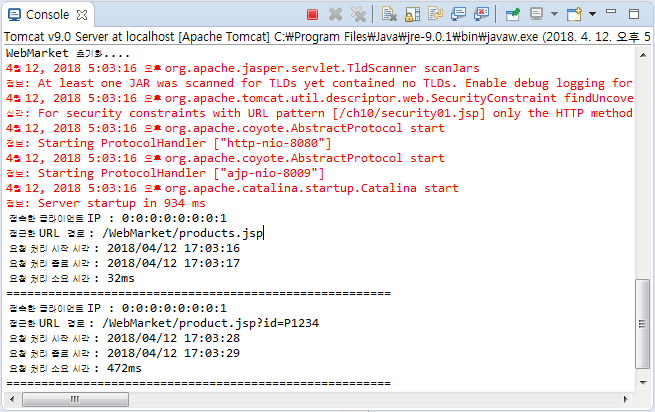 Console
Tomcat v9.0 Server at localhost [Apache Tomcat] C:₩Program Files₩Java₩jre-9.0.1₩bin₩javaw.exe (2018. 4. 12. 오후 5
WebMarket 초기화....
4월 12, 2018 5:03:16 오후 org.apache.jasper.servlet.TldScanner scanJars
정보: At least one JAR was scanned for TLDs yet contained no TLDs. Enable debug logging for
4월 12, 2018 5:03:16 오후 org.apache.tomcat.util.descriptor.web.SecurityConstraint findUncove
심각: For security constraints with URL pattern [/ch10/security01.jsp] only the HTTP method
4월 12, 2018 5:03:16 오후 org.apache.coyote.AbstractProtocol start
정보: Starting ProtocolHandler ["http-nio-8080"]
4월 12, 2018 5:03:16 오후 org.apache.coyote.AbstractProtocol start
정보: Starting ProtocolHandler ["ajp-nio-8009"]
4월 12, 2018 5:03:16 오후 org.apache.catalina.startup.Catalina start
정보: Server startup in 934 ms
접속한 클라이언트 IP : 0:0:0:0:0:0:0:1
접근한 URL 경로 : /WebMarket/products.jsp
요청 처리 시작 시각 : 2018/04/12 17:03:16
요청 처리 종료 시각 : 2018/04/12 17:03:17
요청 처리 소요 시간 : 32ms
=======================================================
접속한 클라이언트 IP : 0:0:0:0:0:0:0:1
접근한 URL 경로 : /WebMarket/product.jsp?id=P1234
요청 처리 시작 시각 : 2018/04/12 17:03:28
요청 처리 종료 시각 : 2018/04/12 17:03:29
요청 처리 소요 시간 : 472ms
=======================================================